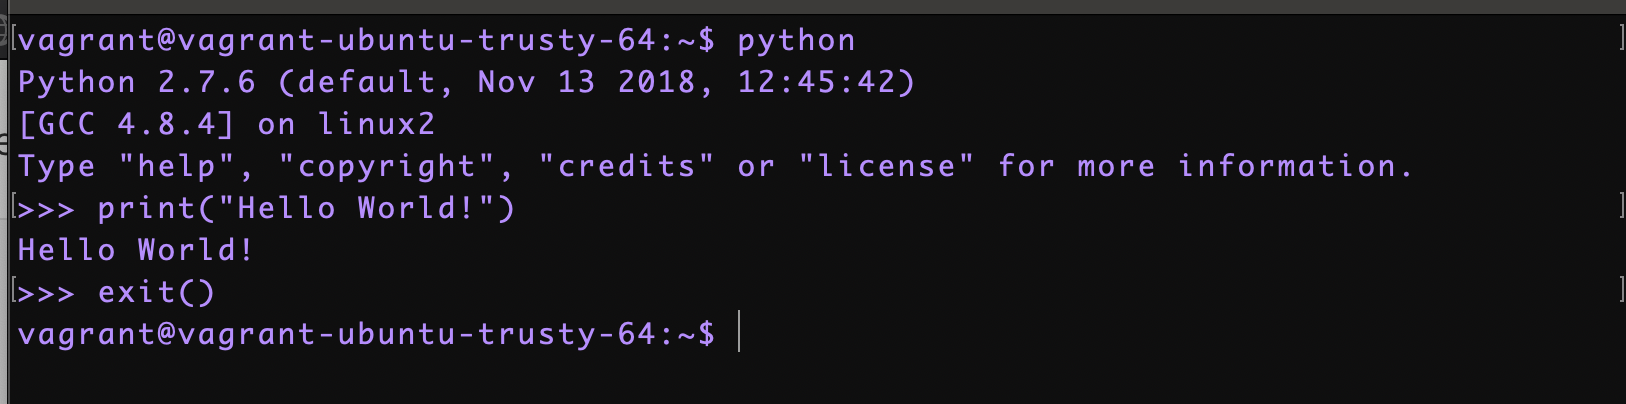 vagrant@vagrant-ubuntu-trusty-64:~$ python
Python 2.7.6 (default, Nov 13 2018, 12:45:42)
[GCC 4.8.4] on linux2
Type "help", "copyright", "credits" or "license" for more information.
>>> print("Hello World!")
Hello World!
>>> exit()
vagrant@vagrant-ubuntu-trusty-64:~$